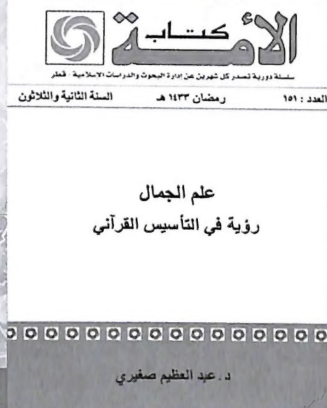 كتاب
الأمة
سلسلة دورية تصدر كل شهرين عن إدارة البحوث والدراسات الإسلامية - قطر
العدد : ١٥١ رمضان ١٤٣٣ هـ السنة الثانية والثلاثون
علم الجمال
رؤية في التأسيس القرآني
د. عبد العظيم صغيري